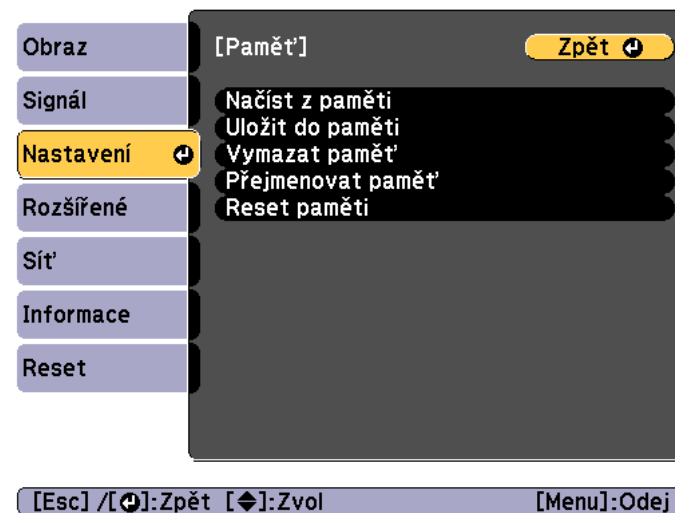 Obraz
Signál
Nastavení
Rozšířené
Síť
Informace
Reset
[Paměť]
Zpět
Načíst z paměti
Uložit do paměti
Vymazat paměť
Přejmenovat paměť
Reset paměti
[Esc] /[⏎]:Zpět [◆]:Zvol [Menu]:Odej